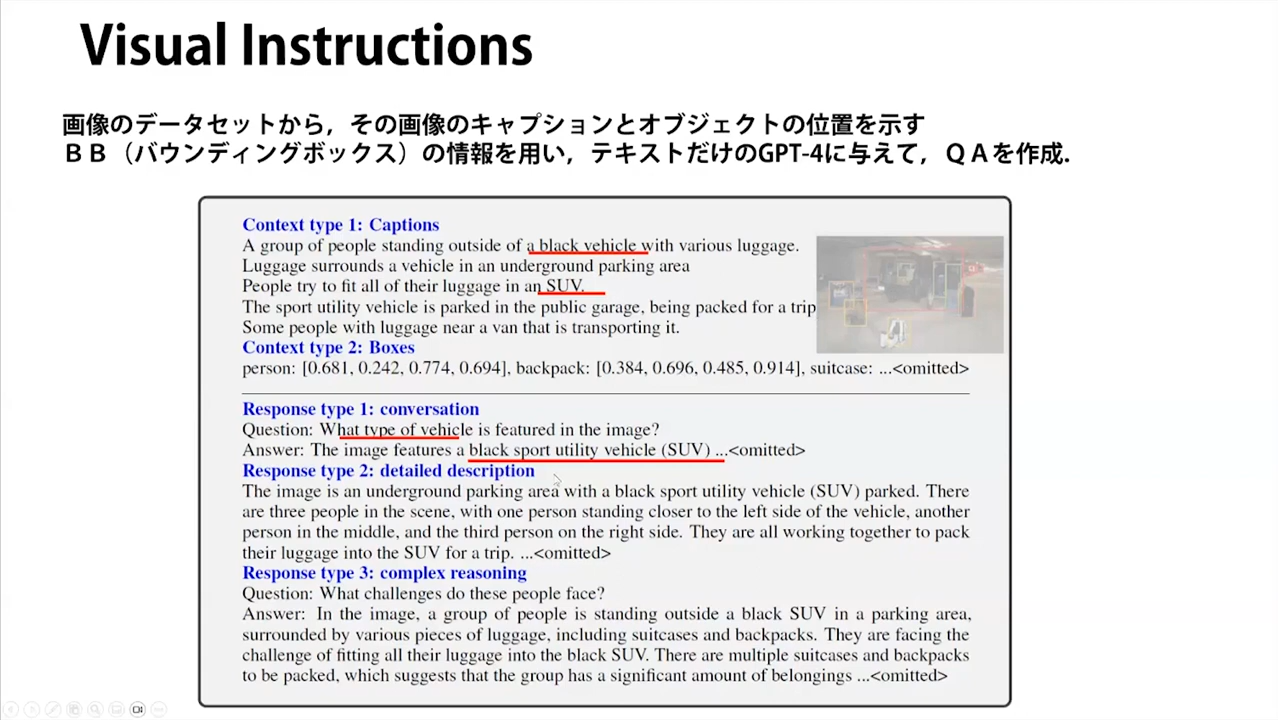 Visual Instructions
画像のデータセットから，その画像のキャプションとオブジェクトの位置を示す
ＢＢ（バウンディングボックス）の情報を用い，テキストだけのGPT-4に与えて，ＱＡを作成.
Context type 1: Captions
A group of people standing outside of a black vehicle with various luggage.
Luggage surrounds a vehicle in an underground parking area
People try to fit all of their luggage in an SUV.
The sport utility vehicle is parked in the public garage, being packed for a trip
Some people with luggage near a van that is transporting it.
Context type 2: Boxes
person: [0.681, 0.242, 0.774, 0.694], backpack: [0.384, 0.696, 0.485, 0.914], suitcase: ...<omitted>
Response type 1: conversation
Question: What type of vehicle is featured in the image?
Answer: The image features a black sport utility vehicle (SUV) ...<omitted>
Response type 2: detailed description
The image is an underground parking area with a black sport utility vehicle (SUV) parked. There
are three people in the scene, with one person standing closer to the left side of the vehicle, another
person in the middle, and the third person on the right side. They are all working together to pack
their luggage into the SUV for a trip. ...<omitted>
Response type 3: complex reasoning
Question: What challenges do these people face?
Answer: In the image, a group of people is standing outside a black SUV in a parking area,
surrounded by various pieces of luggage, including suitcases and backpacks. They are facing the
challenge of fitting all their luggage into the black SUV. There are multiple suitcases and backpacks
to be packed, which suggests that the group has a significant amount of belongings ...<omitted>